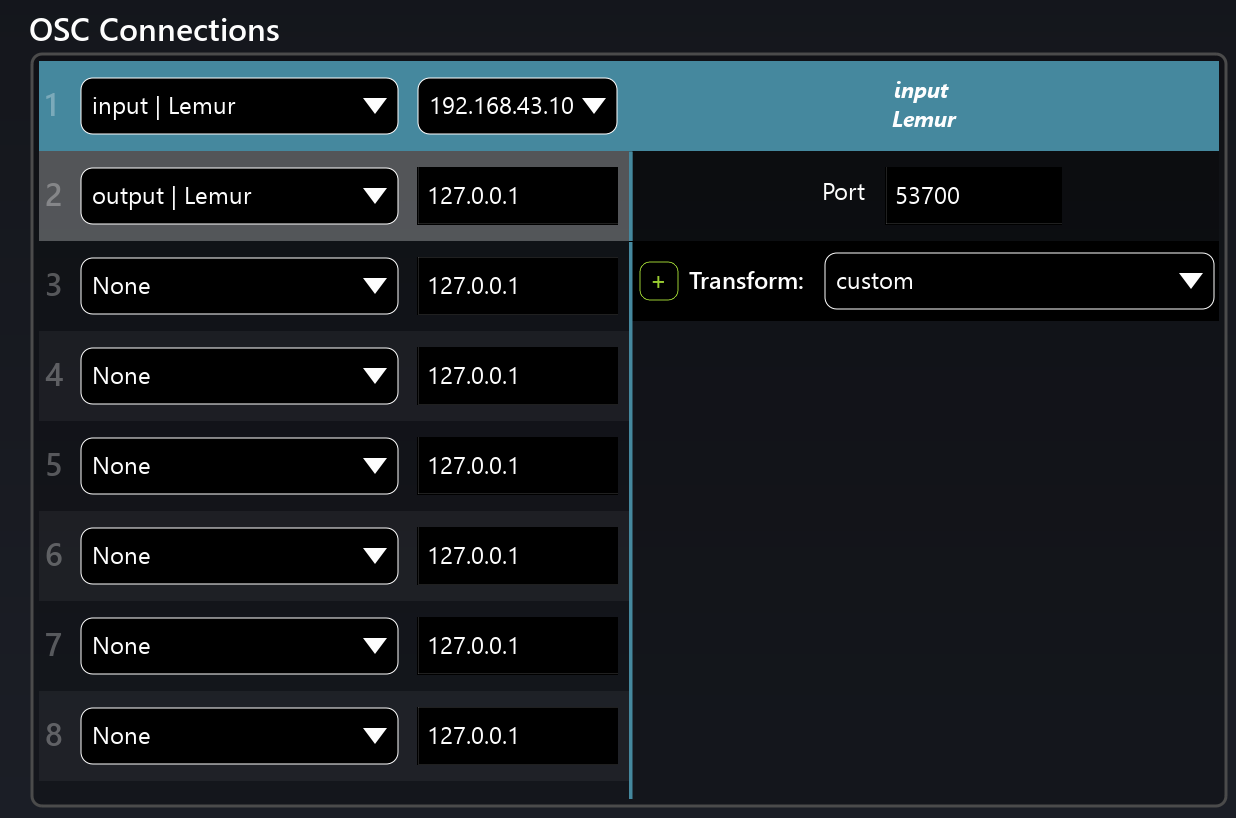 OSC Connections
1 input | Lemur 192.168.43.10 input
Lemur
2 output | Lemur 127.0.0.1 Port 53700
3 None 127.0.0.1 + Transform: custom
4 None 127.0.0.1
5 None 127.0.0.1
6 None 127.0.0.1
7 None 127.0.0.1
8 None 127.0.0.1